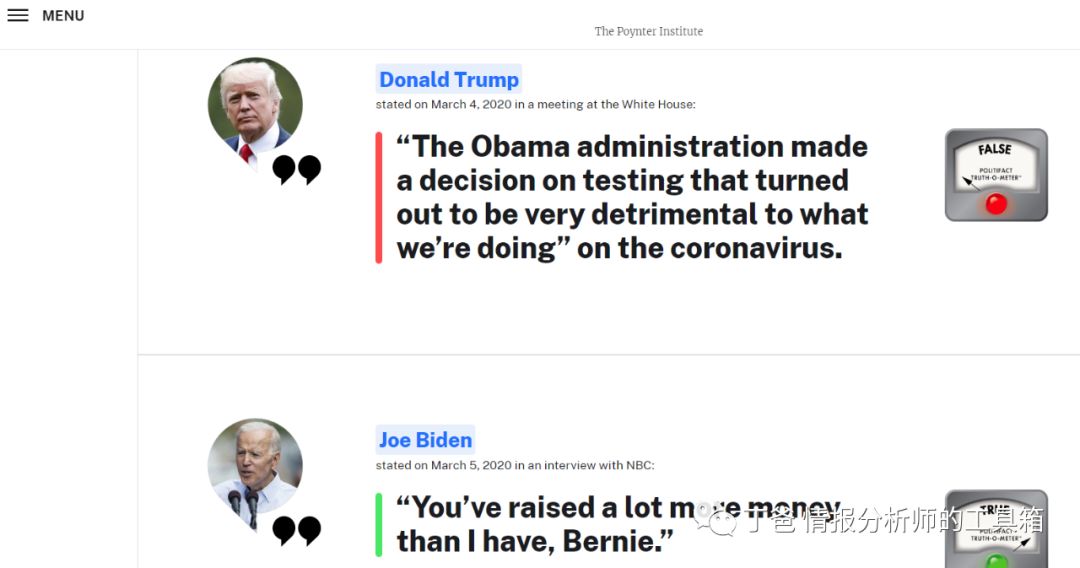 MENU
The Poynter Institute
Donald Trump
stated on March 4, 2020 in a meeting at the White House:
“The Obama administration made
a decision on testing that turned
out to be very detrimental to what
we’re doing” on the coronavirus.
FALSE
POLITIFACT
TRUTH-O-METER™
Joe Biden
stated on March 5, 2020 in an interview with NBC:
“You’ve raised a lot more money
than I have, Bernie.”
TRUE
POLITIFACT
TRUTH-O-METER™
丁爸 情报分析师的工具箱